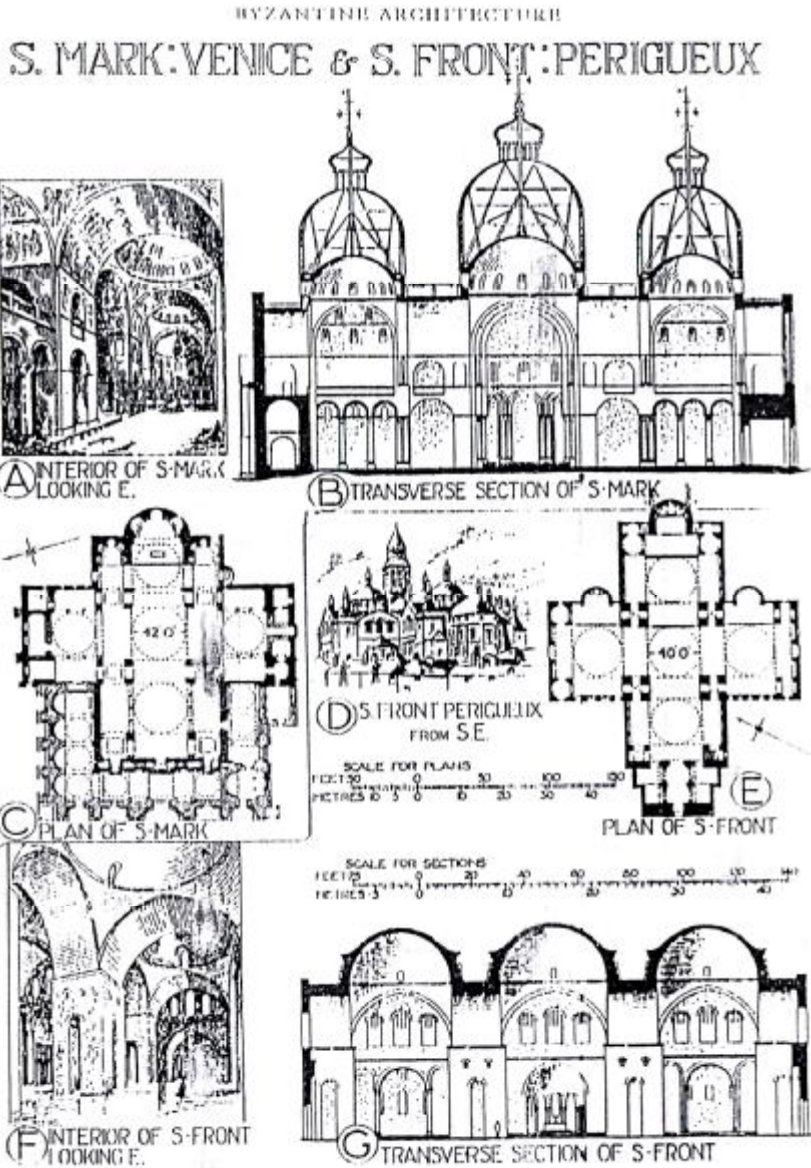 BYZANTINE ARCHITECTURE
S. MARK:VENICE & S. FRONT:PERIGUEUX
A INTERIOR OF S·MARK
LOOKING E.
B TRANSVERSE SECTION OF S·MARK
42'0"
40'0"
D S. FRONT PERIGUEUX
FROM S.E.
SCALE FOR PLANS
FEET 50 0 50 100 100
METRES 10 5 0 10 20 30 40
C PLAN OF S·MARK
E
PLAN OF S·FRONT
SCALE FOR SECTIONS
FEET 0 20 40 60 80 100 140
METRES 5 0 10 20 30 40
F INTERIOR OF S·FRONT
LOOKING E.
G TRANSVERSE SECTION OF S·FRONT